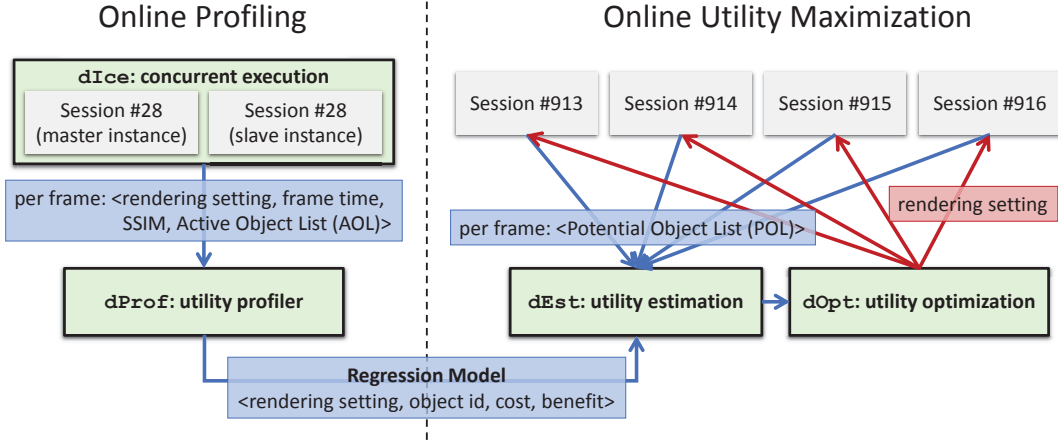 Online Profiling
dIce: concurrent execution
Session #28
(master instance)
Session #28
(slave instance)
per frame: <rendering setting, frame time,
SSIM, Active Object List (AOL)>
dProf: utility profiler
Online Utility Maximization
Session #913
Session #914
Session #915
Session #916
rendering setting
per frame: <Potential Object List (POL)>
dEst: utility estimation
dOpt: utility optimization
Regression Model
<rendering setting, object id, cost, benefit>